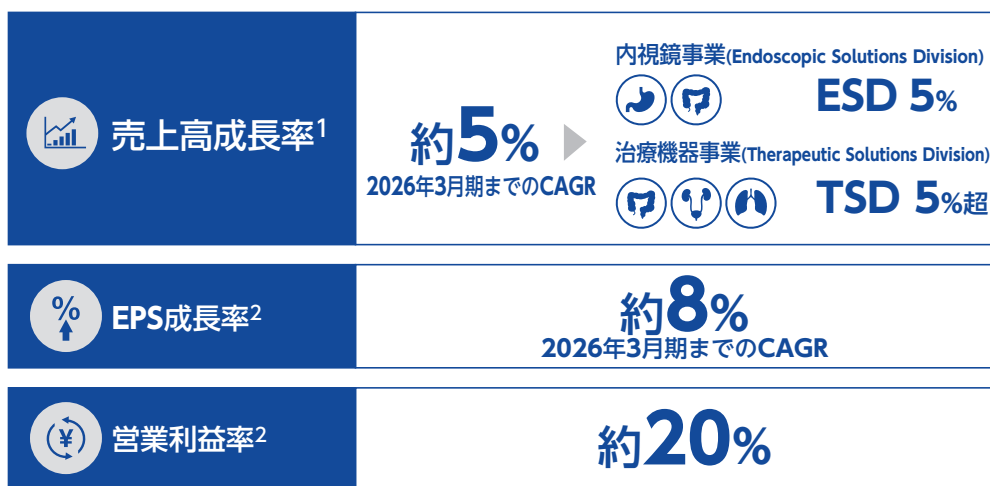 売上高成長率1
約5%
2026年3月期までのCAGR
内視鏡事業(Endoscopic Solutions Division)
ESD 5%
治療機器事業(Therapeutic Solutions Division)
TSD 5%超
%
EPS成長率2
約8%
2026年3月期までのCAGR
¥
営業利益率2
約20%